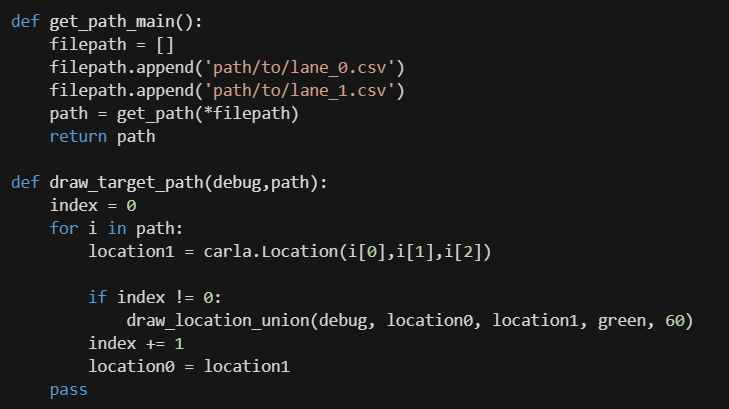 def get_path_main():
    filepath = []
    filepath.append('path/to/lane_0.csv')
    filepath.append('path/to/lane_1.csv')
    path = get_path(*filepath)
    return path

def draw_target_path(debug,path):
    index = 0
    for i in path:
        location1 = carla.Location(i[0],i[1],i[2])

        if index != 0:
            draw_location_union(debug, location0, location1, green, 60)
        index += 1
        location0 = location1
    pass